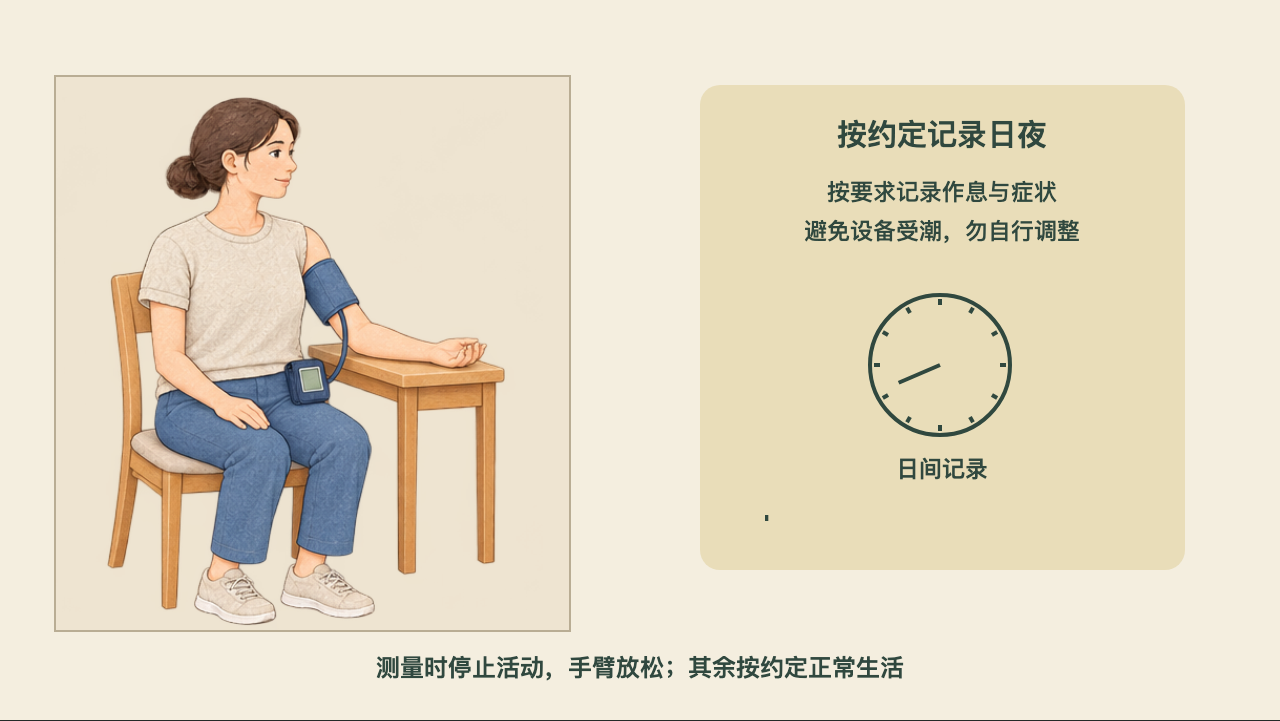 按约定记录日夜
按要求记录作息与症状
避免设备受潮，勿自行调整
日间记录
测量时停止活动，手臂放松；其余按约定正常生活